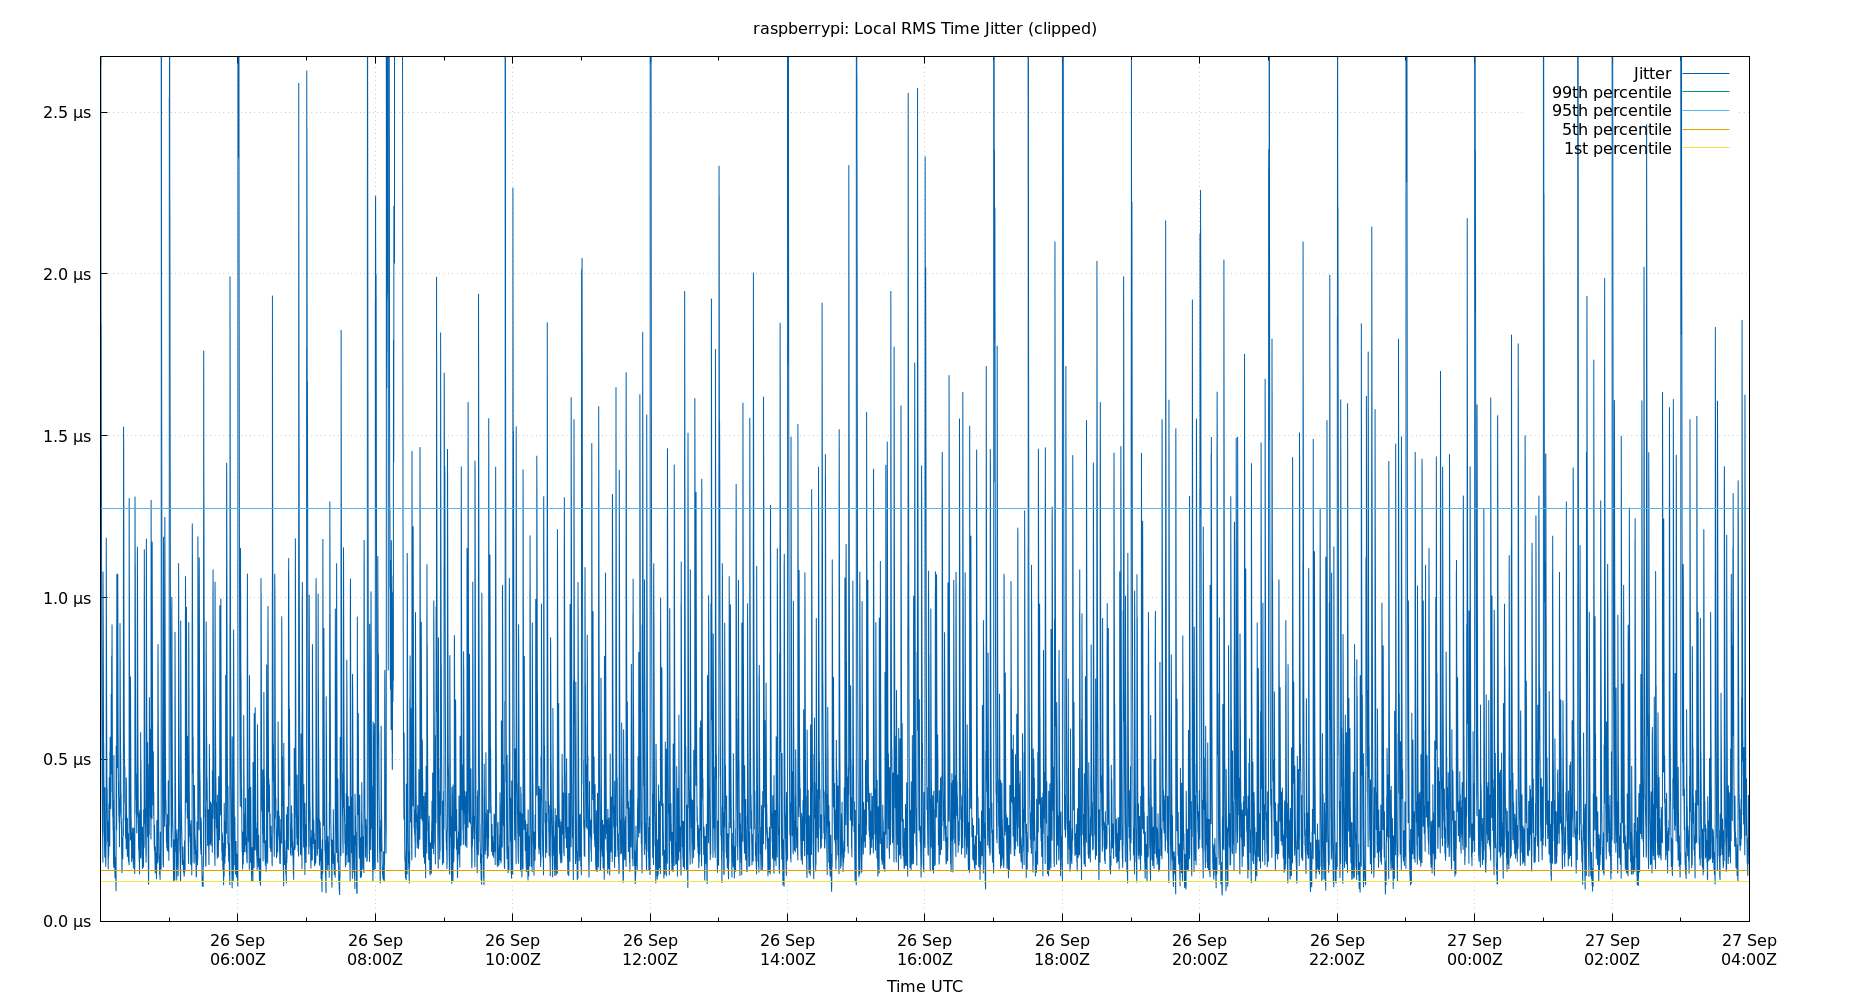 raspberrypi: Local RMS Time Jitter (clipped)
Jitter
99th percentile
95th percentile
5th percentile
1st percentile
2.5 µs
2.0 µs
1.5 µs
1.0 µs
0.5 µs
0.0 µs
26 Sep 26 Sep 26 Sep 26 Sep 26 Sep 26 Sep 26 Sep 26 Sep 26 Sep 27 Sep 27 Sep 27 Sep
06:00Z 08:00Z 10:00Z 12:00Z 14:00Z 16:00Z 18:00Z 20:00Z 22:00Z 00:00Z 02:00Z 04:00Z
Time UTC